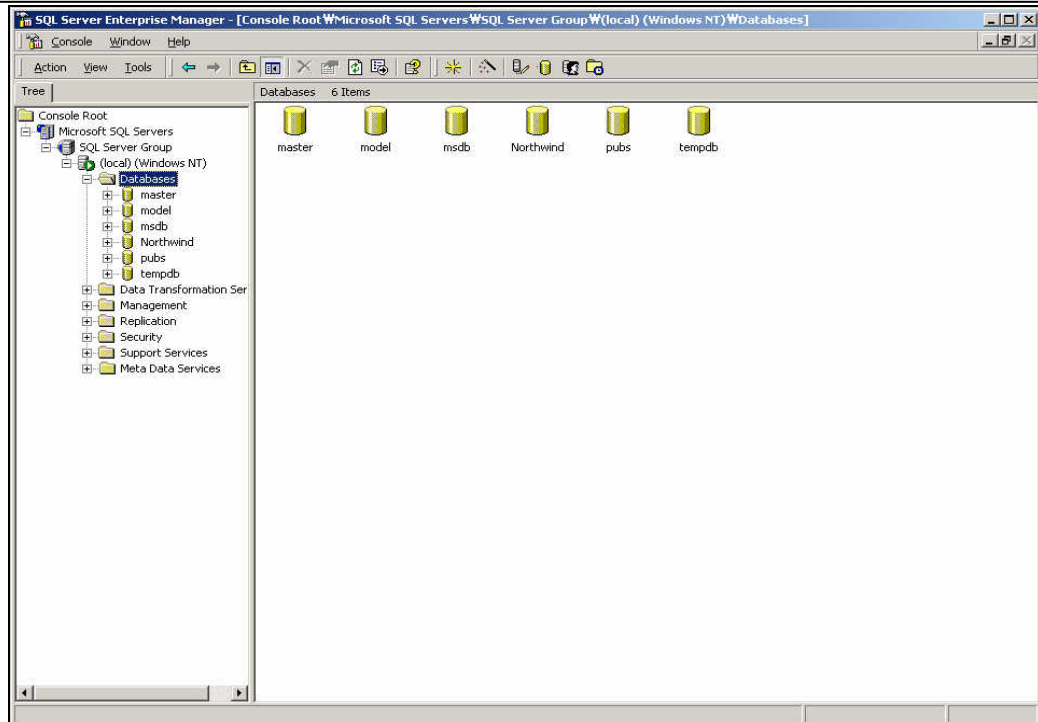 SQL Server Enterprise Manager - [Console Root₩Microsoft SQL Servers₩SQL Server Group₩(local) (Windows NT)₩Databases]
Console Window Help
Action View Tools
Tree
Databases 6 Items
Console Root
Microsoft SQL Servers
SQL Server Group
(local) (Windows NT)
Databases
master
model
msdb
Northwind
pubs
tempdb
Data Transformation Ser
Management
Replication
Security
Support Services
Meta Data Services
master model msdb Northwind pubs tempdb